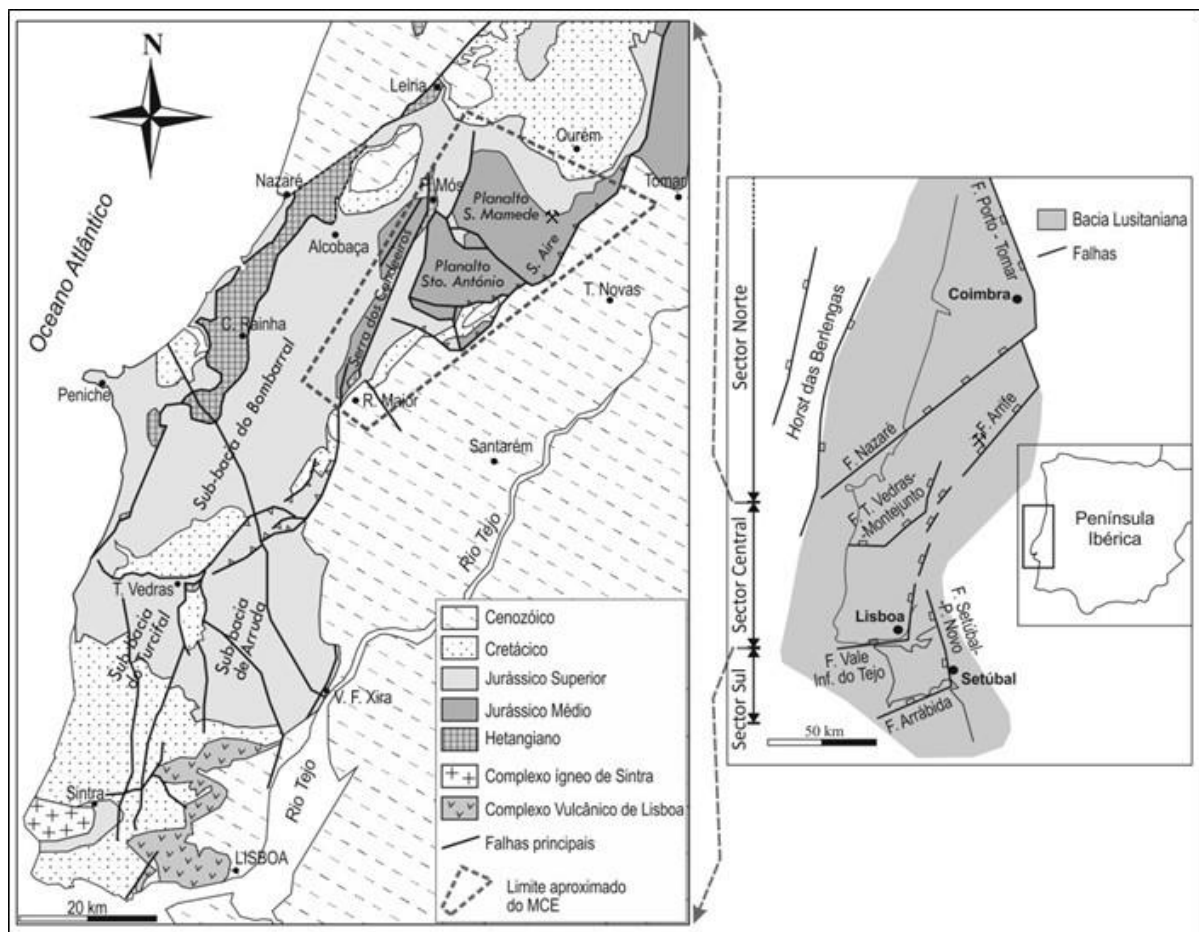 N
Leiria
Ourém
Nazaré
P. Mós
Tomar
Planalto
S. Mamede
Alcobaça
S. Aire
Oceano Atlântico
Planalto
Sto. António
T. Novas
Serra dos Candeeiros
C. Rainha
Peniche
R. Maior
Sub-bacia do Bombarral
Santarém
Rio Tejo
T. Vedras
Sub-bacia
do Turcifal
Sub-bacia
de Arruda
V. F. Xira
Rio Tejo
Sintra
LISBOA
20 km
Cenozóico
Cretácico
Jurássico Superior
Jurássico Médio
Hetangiano
Complexo ígneo de Sintra
Complexo Vulcânico de Lisboa
Falhas principais
Limite aproximado
do MCE
Sector Norte
Sector Central
Sector Sul
F. Porto - Tomar
Bacia Lusitaniana
Falhas
Coimbra
Horst das Berlengas
F. Nazaré
F. Arrife
F. T. Vedras-
-Montejunto
Península
Ibérica
Lisboa
F. Setúbal-
-P. Novo
F. Vale
Inf. do Tejo
Setúbal
F. Arrábida
50 km